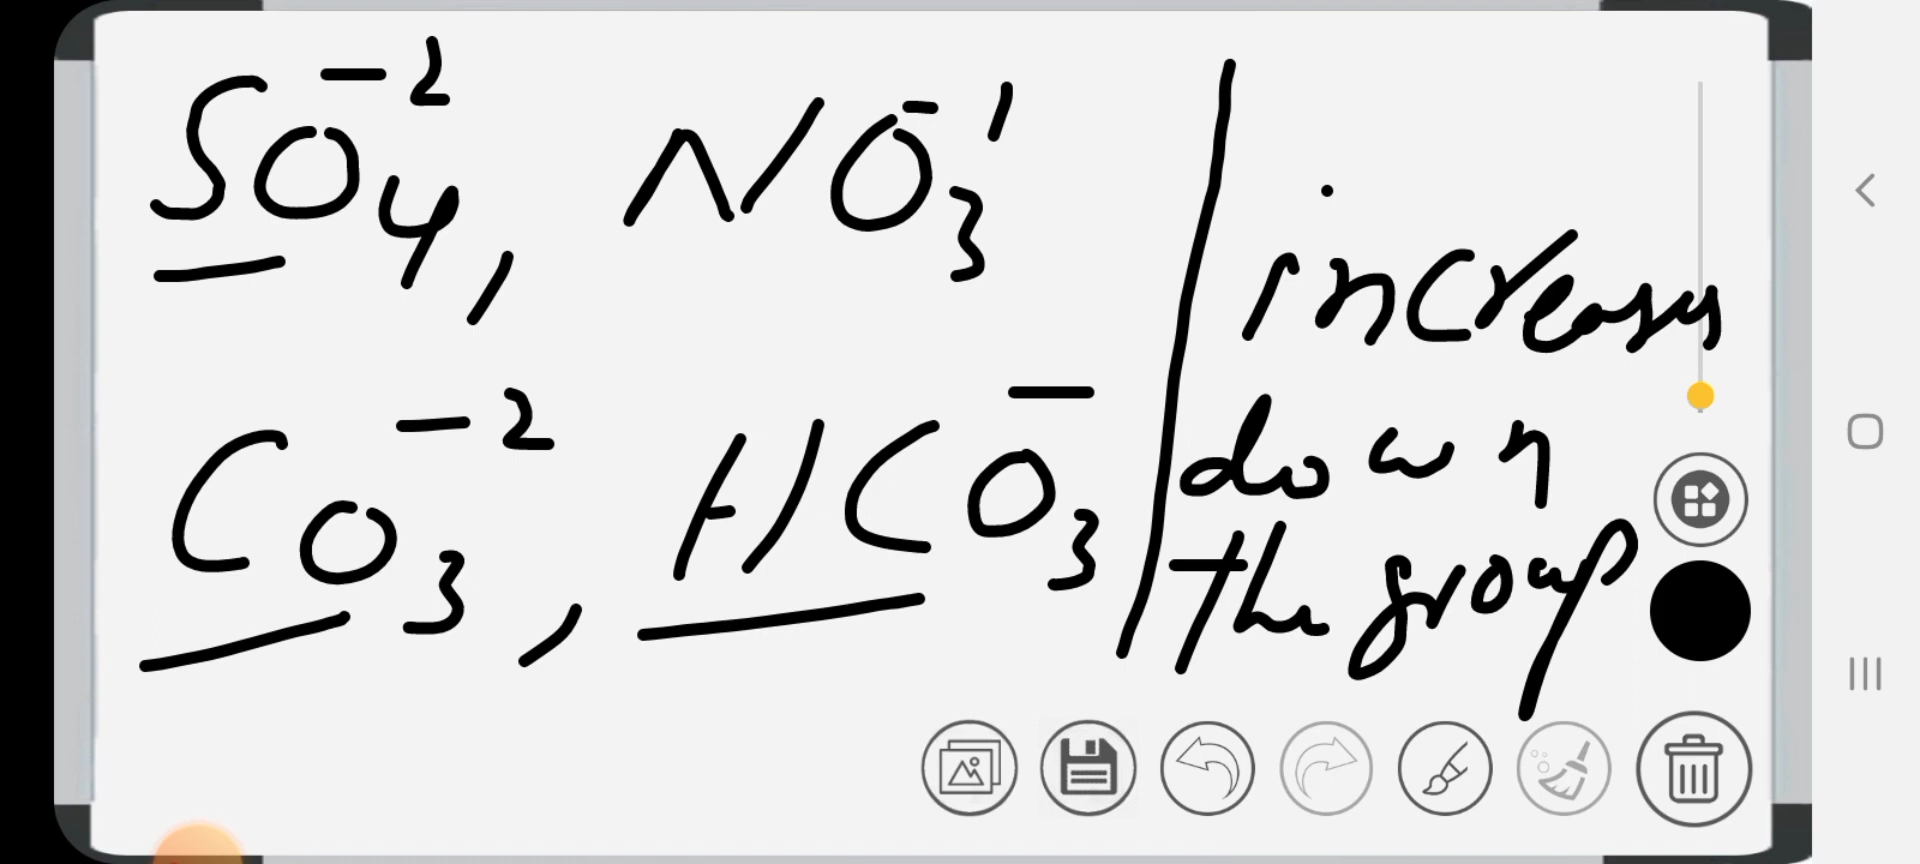 SO₄⁻², NO₃⁻¹
CO₃⁻², HCO₃⁻
increases
down
the group